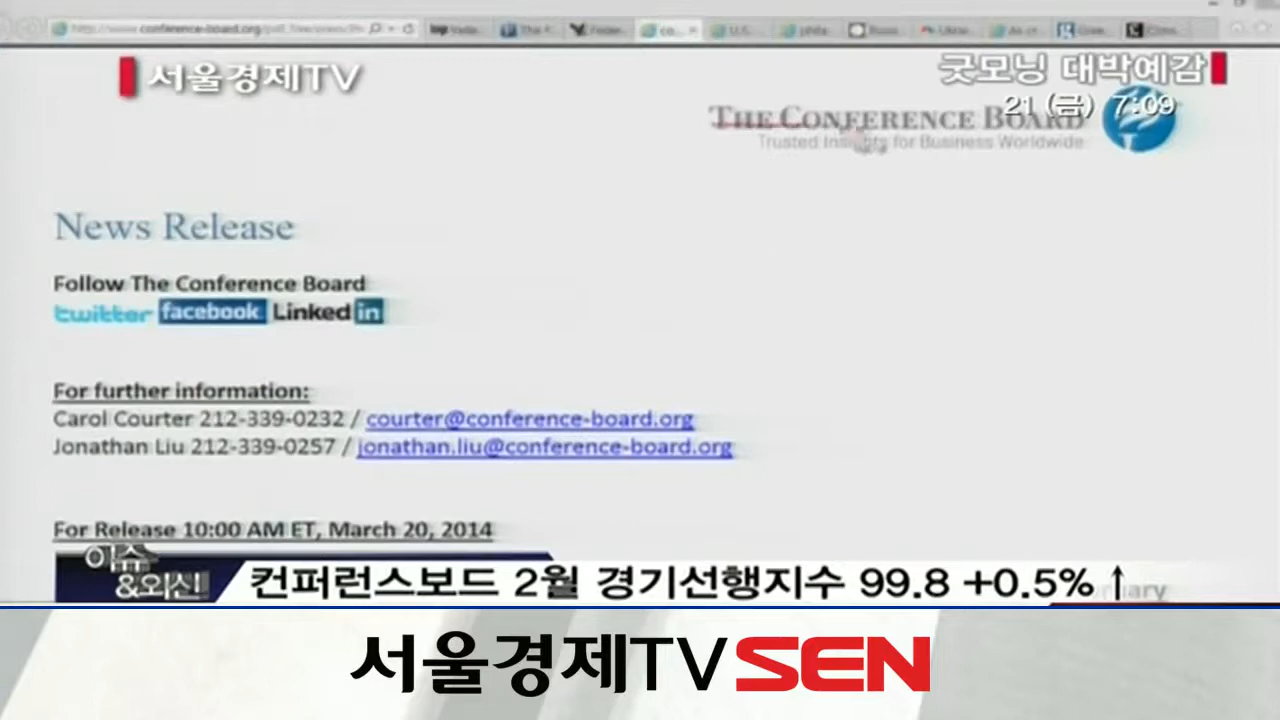 서울경제TV
굿모닝 대박예감
21 (금) 7:09
THE CONFERENCE BOARD
Trusted Insights for Business Worldwide
News Release
Follow The Conference Board
twitter facebook Linked in
For further information:
Carol Courter 212-339-0232 / courter@conference-board.org
Jonathan Liu 212-339-0257 / jonathan.liu@conference-board.org
For Release 10:00 AM ET, March 20, 2014
이슈
&외신
컨퍼런스보드 2월 경기선행지수 99.8 +0.5%↑
서울경제TV SEN